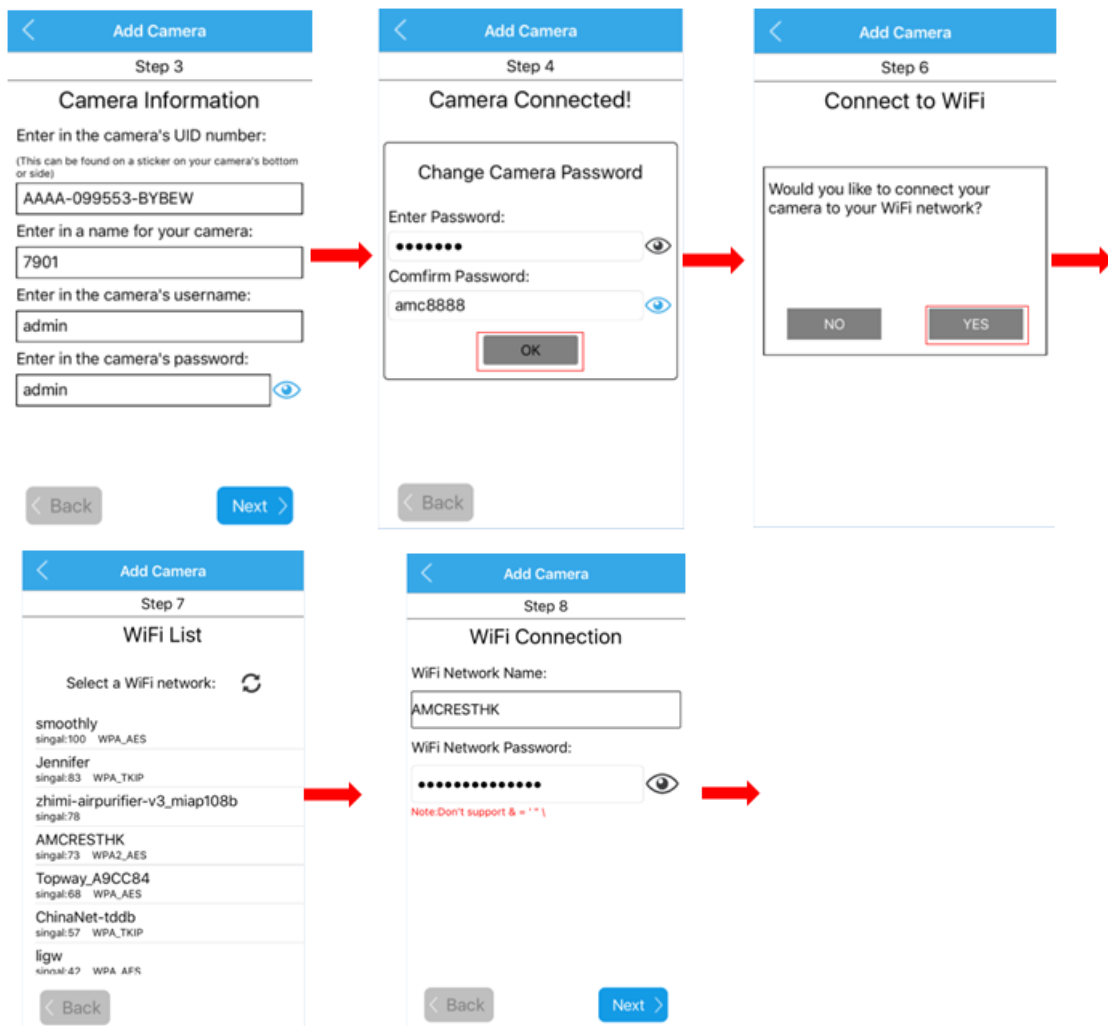 Add Camera
Step 3
Camera Information
Enter in the camera's UID number:
(This can be found on a sticker on your camera's bottom
or side)
AAAA-099553-BYBEW
Enter in a name for your camera:
7901
Enter in the camera's username:
admin
Enter in the camera's password:
admin
Back
Next
Add Camera
Step 4
Camera Connected!
Change Camera Password
Enter Password:
•••••••
Comfirm Password:
amc8888
OK
Back
Add Camera
Step 6
Connect to WiFi
Would you like to connect your
camera to your WiFi network?
NO
YES
Add Camera
Step 7
WiFi List
Select a WiFi network:
smoothly
singal:100 WPA_AES
Jennifer
singal:83 WPA_TKIP
zhimi-airpurifier-v3_miap108b
singal:78
AMCRESTHK
singal:73 WPA2_AES
Topway_A9CC84
singal:68 WPA_AES
ChinaNet-tddb
singal:57 WPA_TKIP
ligw
singal:42 WPA_AES
Back
Add Camera
Step 8
WiFi Connection
WiFi Network Name:
AMCRESTHK
WiFi Network Password:
••••••••••••••
Note:Don't support & = ' " \
Back
Next